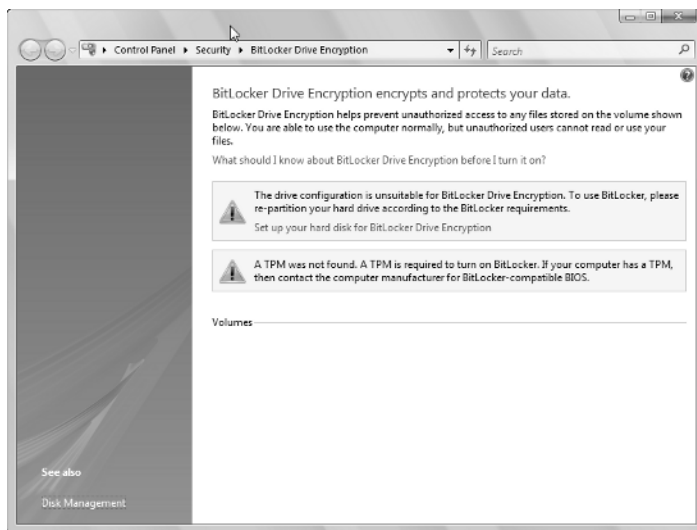 Control Panel ▸ Security ▸ BitLocker Drive Encryption
Search
BitLocker Drive Encryption encrypts and protects your data.
BitLocker Drive Encryption helps prevent unauthorized access to any files stored on the volume shown
below. You are able to use the computer normally, but unauthorized users cannot read or use your
files.
What should I know about BitLocker Drive Encryption before I turn it on?
The drive configuration is unsuitable for BitLocker Drive Encryption. To use BitLocker, please
re-partition your hard drive according to the BitLocker requirements.
Set up your hard disk for BitLocker Drive Encryption
A TPM was not found. A TPM is required to turn on BitLocker. If your computer has a TPM,
then contact the computer manufacturer for BitLocker-compatible BIOS.
Volumes
See also
Disk Management